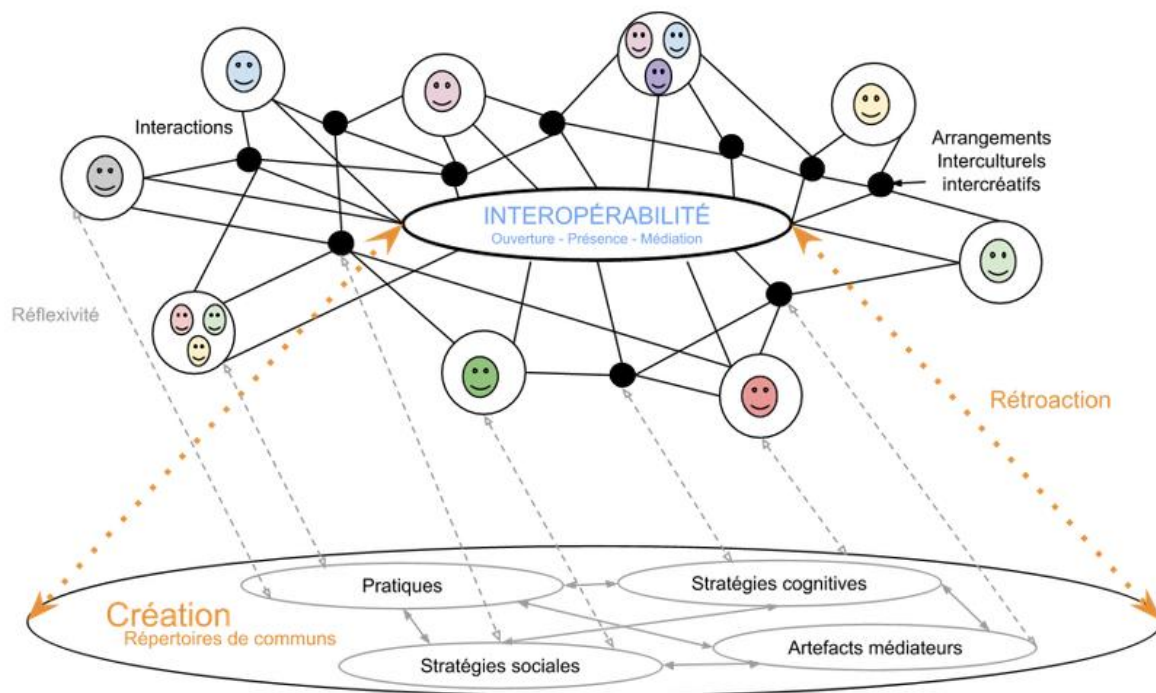 Interactions
Arrangements
Interculturels
intercréatifs
INTEROPÉRABILITÉ
Ouverture - Présence - Médiation
Réflexivité
Rétroaction
Pratiques
Stratégies cognitives
Création
Répertoires de communs
Stratégies sociales
Artefacts médiateurs